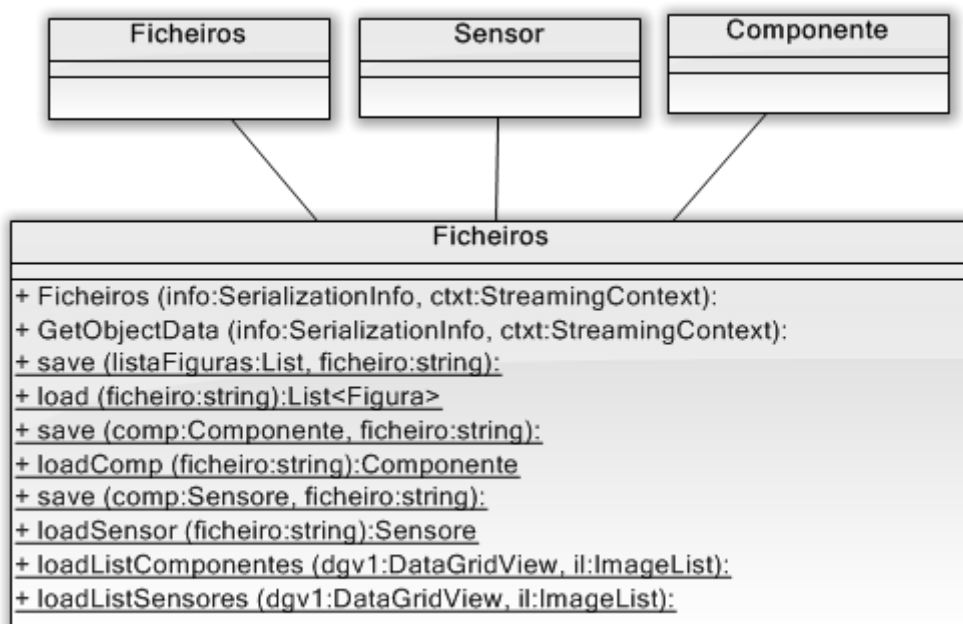 Ficheiros
Sensor
Componente
Ficheiros
+ Ficheiros (info:SerializationInfo, ctxt:StreamingContext):
+ GetObjectData (info:SerializationInfo, ctxt:StreamingContext):
+ save (listaFiguras:List, ficheiro:string):
+ load (ficheiro:string):List<Figura>
+ save (comp:Componente, ficheiro:string):
+ loadComp (ficheiro:string):Componente
+ save (comp:Sensore, ficheiro:string):
+ loadSensor (ficheiro:string):Sensore
+ loadListComponentes (dgv1:DataGridView, il:ImageList):
+ loadListSensores (dgv1:DataGridView, il:ImageList):